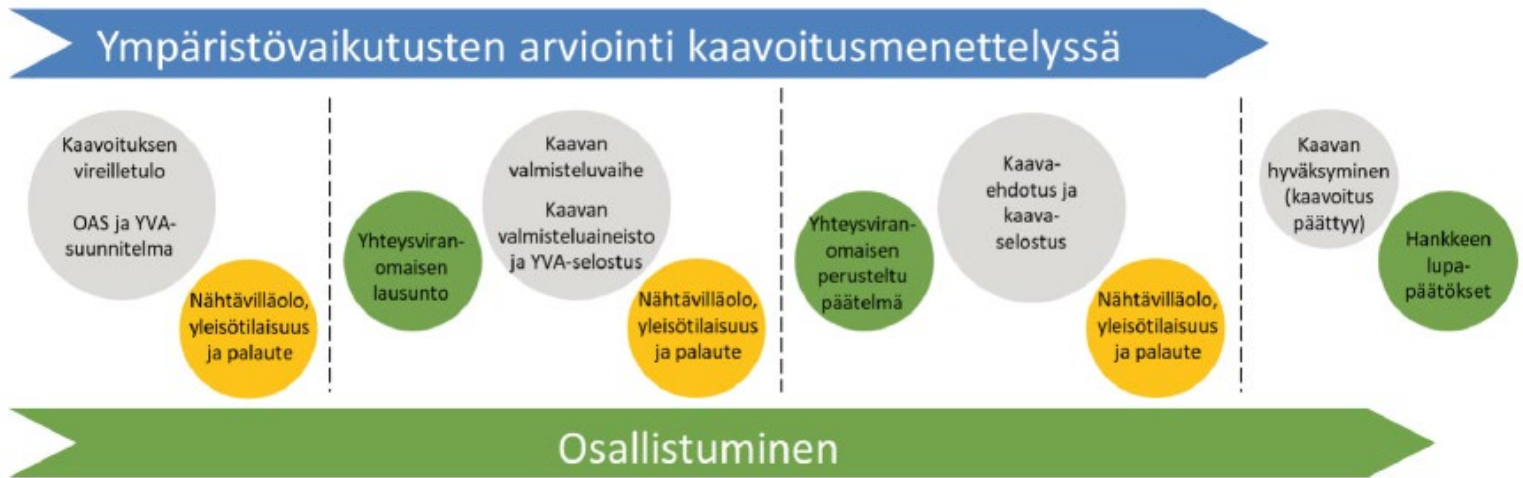 Ympäristövaikutusten arviointi kaavoitusmenettelyssä
Kaavoituksen
vireilletulo
OAS ja YVA-
suunnitelma
Nähtävilläolo,
yleisötilaisuus
ja palaute
Yhteysviran-
omaisen
lausunto
Kaavan
valmisteluvaihe
Kaavan
valmisteluaineisto
ja YVA-selostus
Nähtävilläolo,
yleisötilaisuus
ja palaute
Yhteysviran-
omaisen
perusteltu
päätelmä
Kaava-
ehdotus ja
kaava-
selostus
Nähtävilläolo,
yleisötilaisuus
ja palaute
Kaavan
hyväksyminen
(kaavoitus
päättyy)
Hankkeen
lupa-
päätökset
Osallistuminen